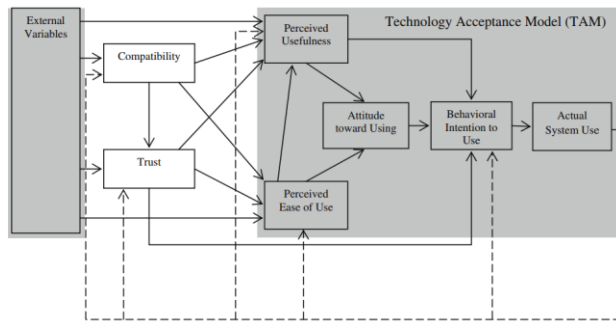 External
Variables
Compatibility
Trust
Technology Acceptance Model (TAM)
Perceived
Usefulness
Attitude
toward Using
Behavioral
Intention to
Use
Actual
System Use
Perceived
Ease of Use